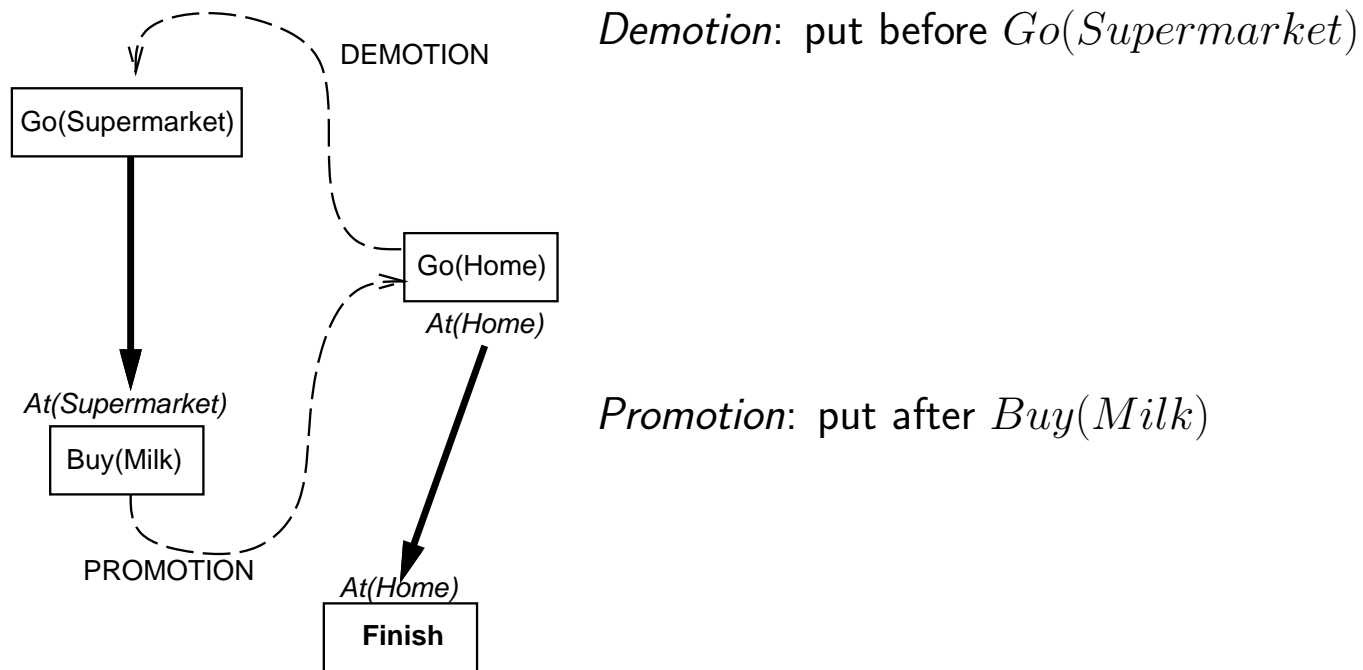 Demotion: put before Go(Supermarket)
DEMOTION
Go(Supermarket)
Go(Home)
At(Home)
At(Supermarket)
Promotion: put after Buy(Milk)
Buy(Milk)
PROMOTION
At(Home)
Finish